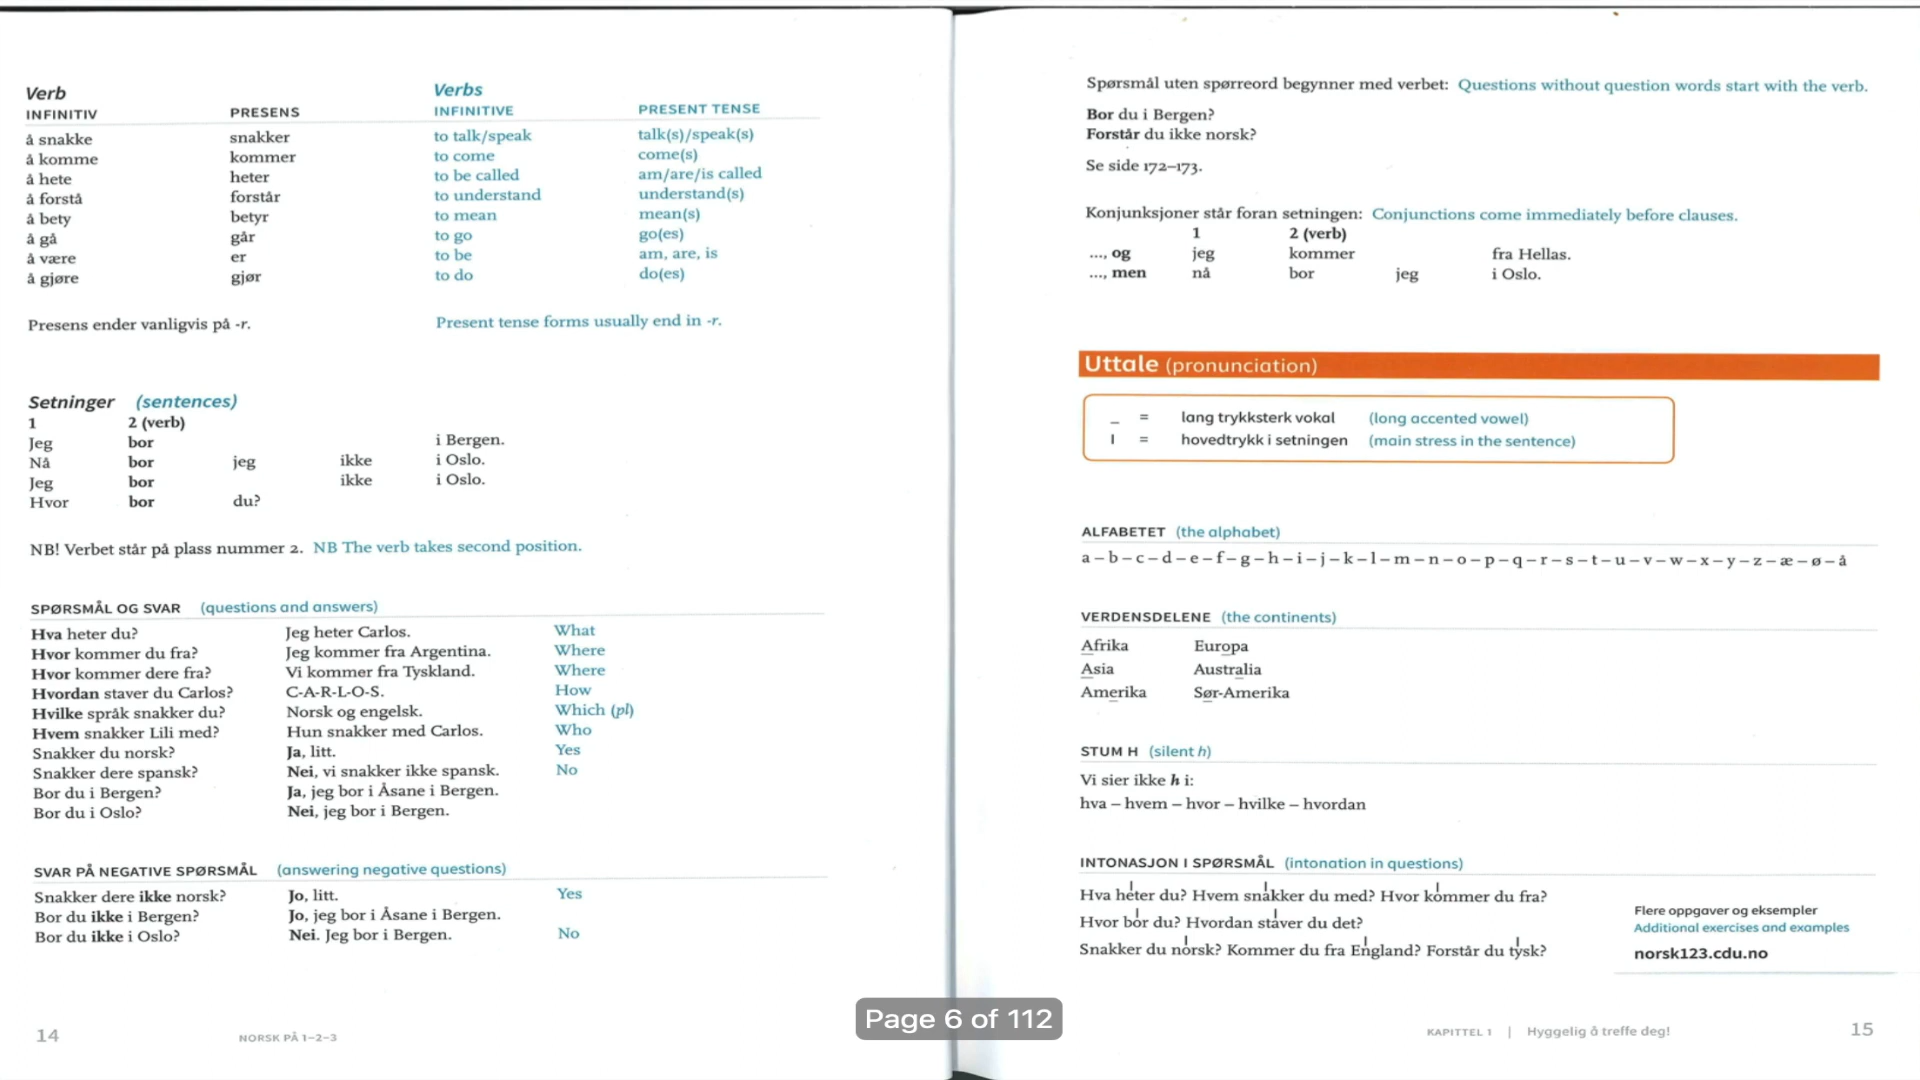 Verb Verbs
INFINITIV PRESENS INFINITIVE PRESENT TENSE
å snakke snakker to talk/speak talk(s)/speak(s)
å komme kommer to come come(s)
å hete heter to be called am/are/is called
å forstå forstår to understand understand(s)
å bety betyr to mean mean(s)
å gå går to go go(es)
å være er to be am, are, is
å gjøre gjør to do do(es)
Presens ender vanligvis på -r. Present tense forms usually end in -r.
Setninger (sentences)
1 2 (verb)
Jeg bor i Bergen.
Nå bor jeg ikke i Oslo.
Jeg bor ikke i Oslo.
Hvor bor du?
NB! Verbet står på plass nummer 2. NB The verb takes second position.
SPØRSMÅL OG SVAR (questions and answers)
Hva heter du? Jeg heter Carlos. What
Hvor kommer du fra? Jeg kommer fra Argentina. Where
Hvor kommer dere fra? Vi kommer fra Tyskland. Where
Hvordan staver du Carlos? C-A-R-L-O-S. How
Hvilke språk snakker du? Norsk og engelsk. Which (pl)
Hvem snakker Lili med? Hun snakker med Carlos. Who
Snakker du norsk? Ja, litt. Yes
Snakker dere spansk? Nei, vi snakker ikke spansk. No
Bor du i Bergen? Ja, jeg bor i Åsane i Bergen.
Bor du i Oslo? Nei, jeg bor i Bergen.
SVAR PÅ NEGATIVE SPØRSMÅL (answering negative questions)
Snakker dere ikke norsk? Jo, litt. Yes
Bor du ikke i Bergen? Jo, jeg bor i Åsane i Bergen.
Bor du ikke i Oslo? Nei. Jeg bor i Bergen. No
14 NORSK PÅ 1–2–3
Spørsmål uten spørreord begynner med verbet: Questions without question words start with the verb.
Bor du i Bergen?
Forstår du ikke norsk?
Se side 172–173.
Konjunksjoner står foran setningen: Conjunctions come immediately before clauses.
1 2 (verb)
..., og jeg kommer fra Hellas.
..., men nå bor jeg i Oslo.
Uttale (pronunciation)
_ = lang trykksterk vokal (long accented vowel)
I = hovedtrykk i setningen (main stress in the sentence)
ALFABETET (the alphabet)
a – b – c – d – e – f – g – h – i – j – k – l – m – n – o – p – q – r – s – t – u – v – w – x – y – z – æ – ø – å
VERDENSDELENE (the continents)
Afrika Europa
Asia Australia
Amerika Sør-Amerika
STUM H (silent h)
Vi sier ikke h i:
hva – hvem – hvor – hvilke – hvordan
INTONASJON I SPØRSMÅL (intonation in questions)
Hva heter du? Hvem snakker du med? Hvor kommer du fra?
Hvor bor du? Hvordan staver du det?
Snakker du norsk? Kommer du fra England? Forstår du tysk?
Flere oppgaver og eksempler
Additional exercises and examples
norsk123.cdu.no
KAPITTEL 1 | Hyggelig å treffe deg! 15
Page 6 of 112